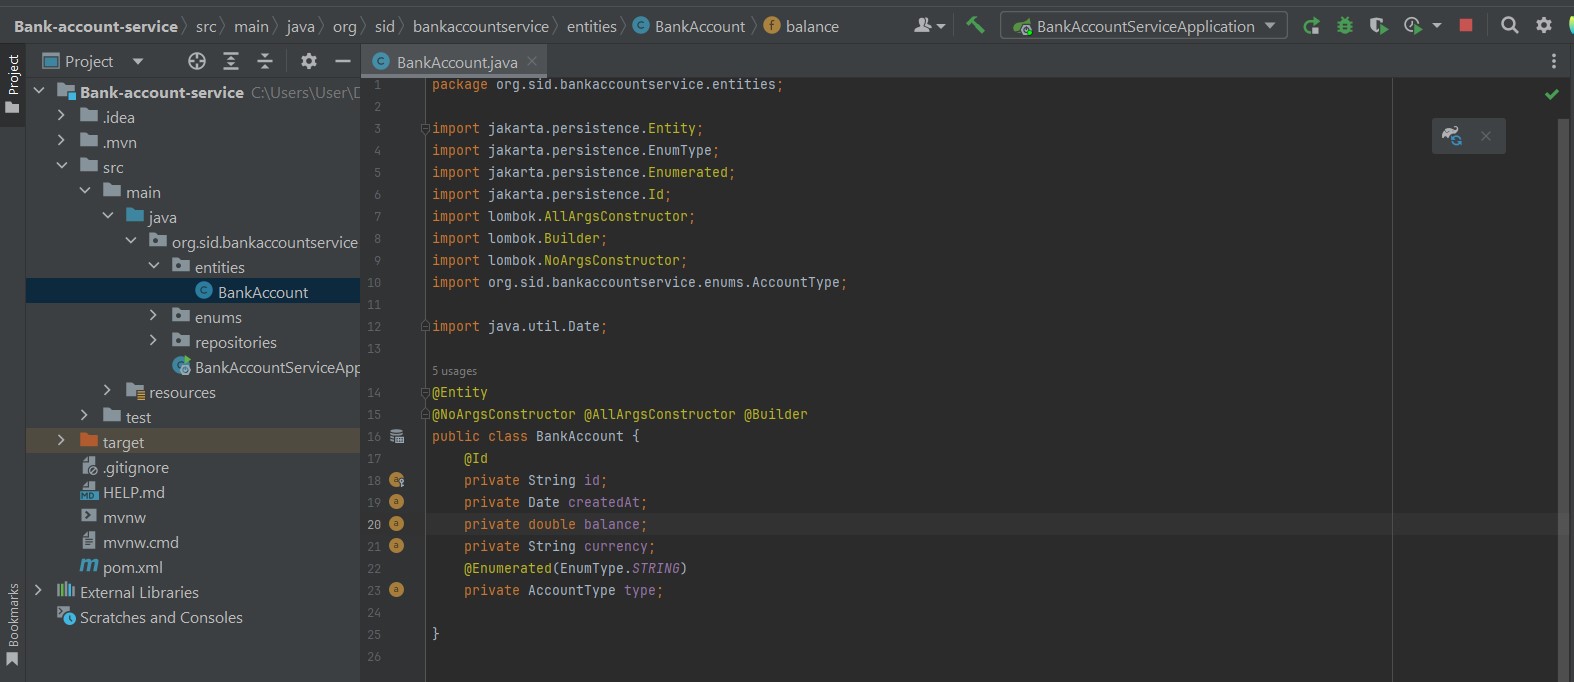 Bank-account-service src main java org sid bankaccountservice entities BankAccount balance
BankAccountServiceApplication
Project
Bookmarks
Project
Bank-account-service C:\Users\User\D
.idea
.mvn
src
main
java
org.sid.bankaccountservice
entities
BankAccount
enums
repositories
BankAccountServiceApp
resources
test
target
.gitignore
HELP.md
mvnw
mvnw.cmd
pom.xml
External Libraries
Scratches and Consoles
BankAccount.java
1 package org.sid.bankaccountservice.entities;
2
3 import jakarta.persistence.Entity;
4 import jakarta.persistence.EnumType;
5 import jakarta.persistence.Enumerated;
6 import jakarta.persistence.Id;
7 import lombok.AllArgsConstructor;
8 import lombok.Builder;
9 import lombok.NoArgsConstructor;
10 import org.sid.bankaccountservice.enums.AccountType;
11
12 import java.util.Date;
13
5 usages
14 @Entity
15 @NoArgsConstructor @AllArgsConstructor @Builder
16 public class BankAccount {
17 @Id
18 private String id;
19 private Date createdAt;
20 private double balance;
21 private String currency;
22 @Enumerated(EnumType.STRING)
23 private AccountType type;
24
25 }
26